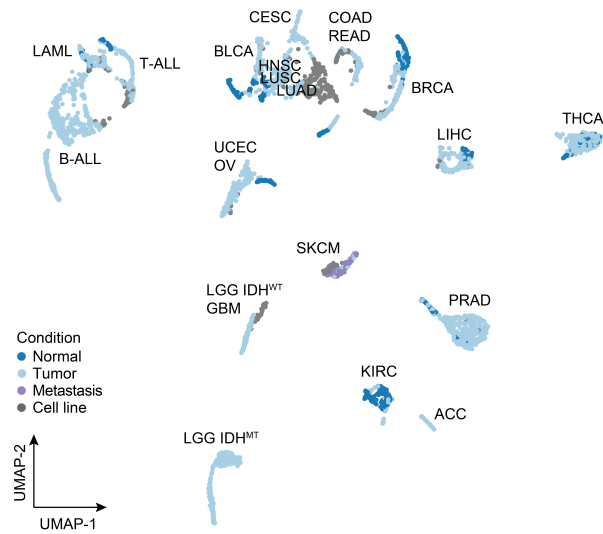 CESC
COAD
READ
LAML
T-ALL
BLCA
HNSC
LUSC
LUAD
BRCA
B-ALL
UCEC
OV
LIHC
THCA
SKCM
LGG IDHWT
GBM
PRAD
Condition
Normal
Tumor
Metastasis
Cell line
KIRC
ACC
LGG IDHMT
UMAP-2
UMAP-1